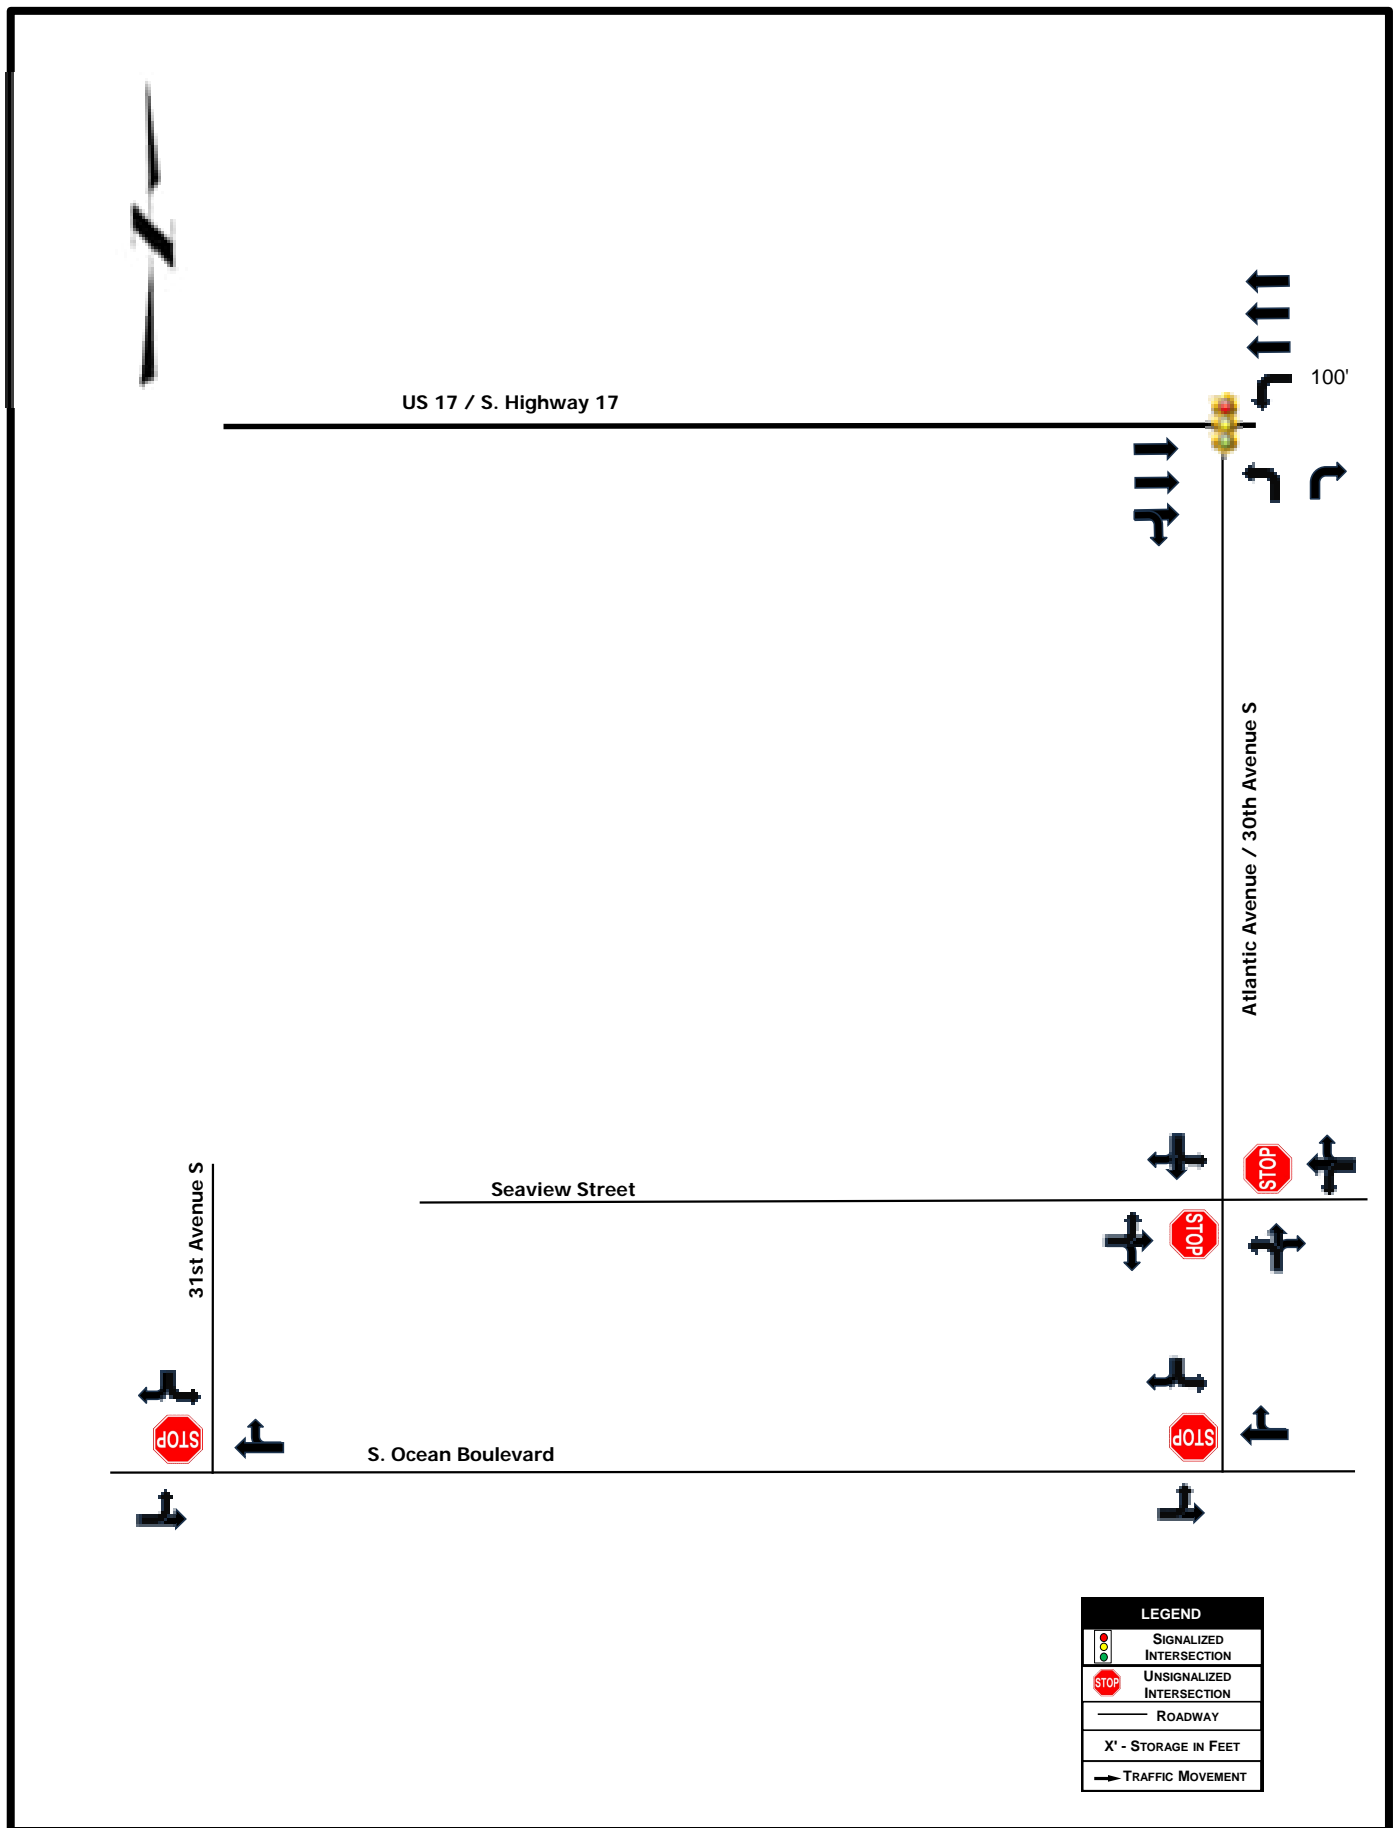 N
100'
US 17 / S. Highway 17
Atlantic Avenue / 30th Avenue S
STOP
31st Avenue S
Seaview Street
STOP
STOP
STOP
S. Ocean Boulevard
LEGEND
SIGNALIZED
INTERSECTION
STOP
UNSIGNALIZED
INTERSECTION
ROADWAY
X' - STORAGE IN FEET
TRAFFIC MOVEMENT